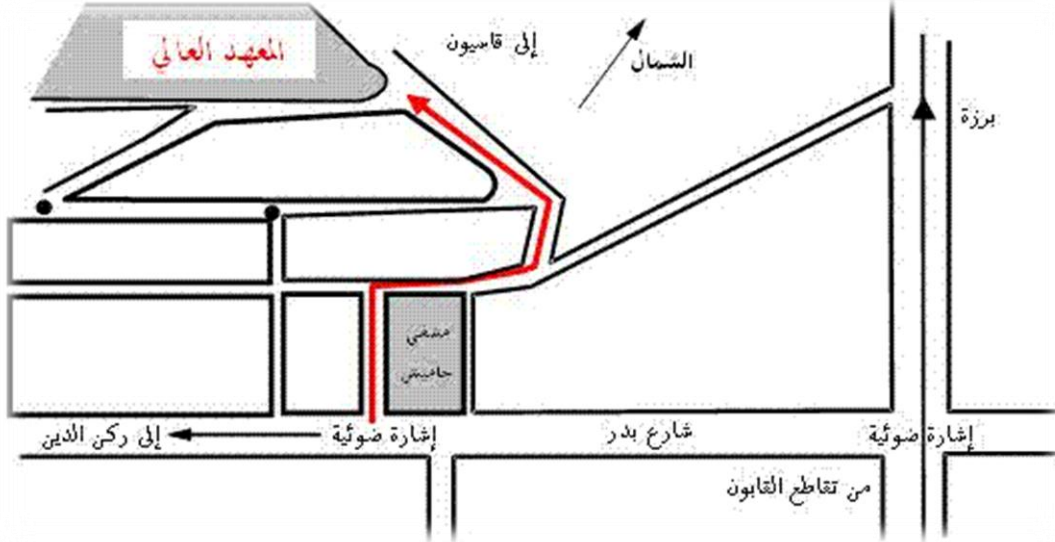 إلى قاسيون
المعهد العالي
الشمال
برزة
مشفى
حاميش
إشارة ضوئية
شارع بدر
إشارة ضوئية
إلى ركن الدين
من تقاطع القابون